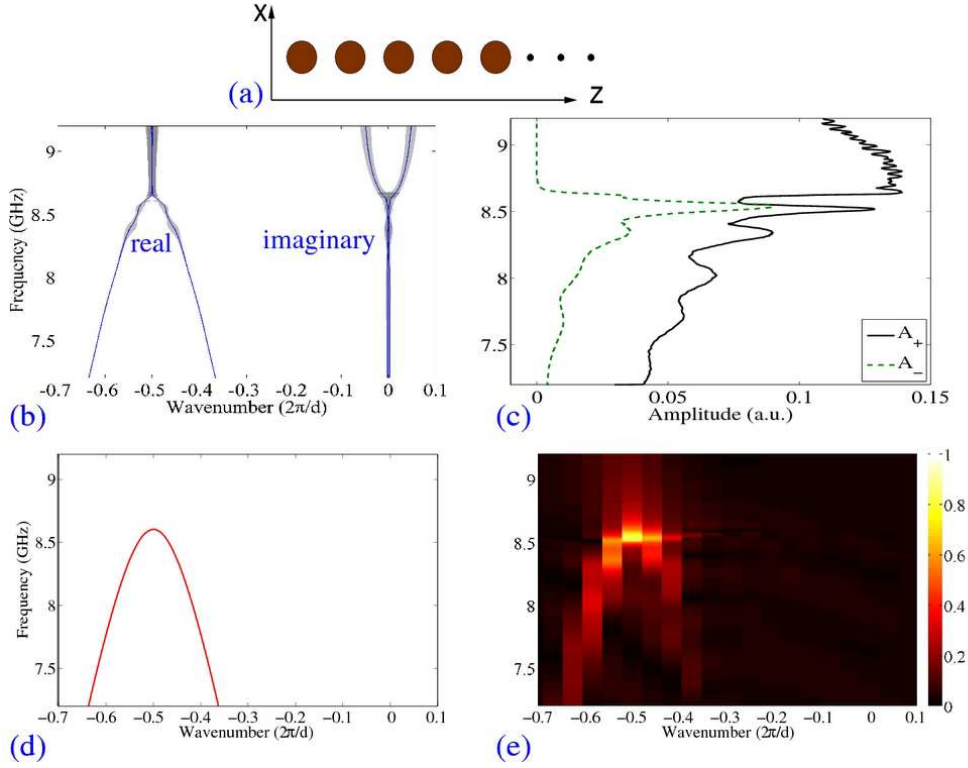 X
(a)
Z
9
8.5
8
7.5
Frequency (GHz)
real
imaginary
-0.7 -0.6 -0.5 -0.4 -0.3 -0.2 -0.1 0 0.1
Wavenumber (2π/d)
(b)
9
8.5
8
7.5
A+
A−
0 0.05 0.1 0.15
Amplitude (a.u.)
(c)
9
8.5
8
7.5
Frequency (GHz)
−0.7 −0.6 −0.5 −0.4 −0.3 −0.2 −0.1 0 0.1
Wavenumber (2π/d)
(d)
9
8.5
8
7.5
−0.7 −0.6 −0.5 −0.4 −0.3 −0.2 −0.1 0 0.1
Wavenumber (2π/d)
1
0.8
0.6
0.4
0.2
0
(e)